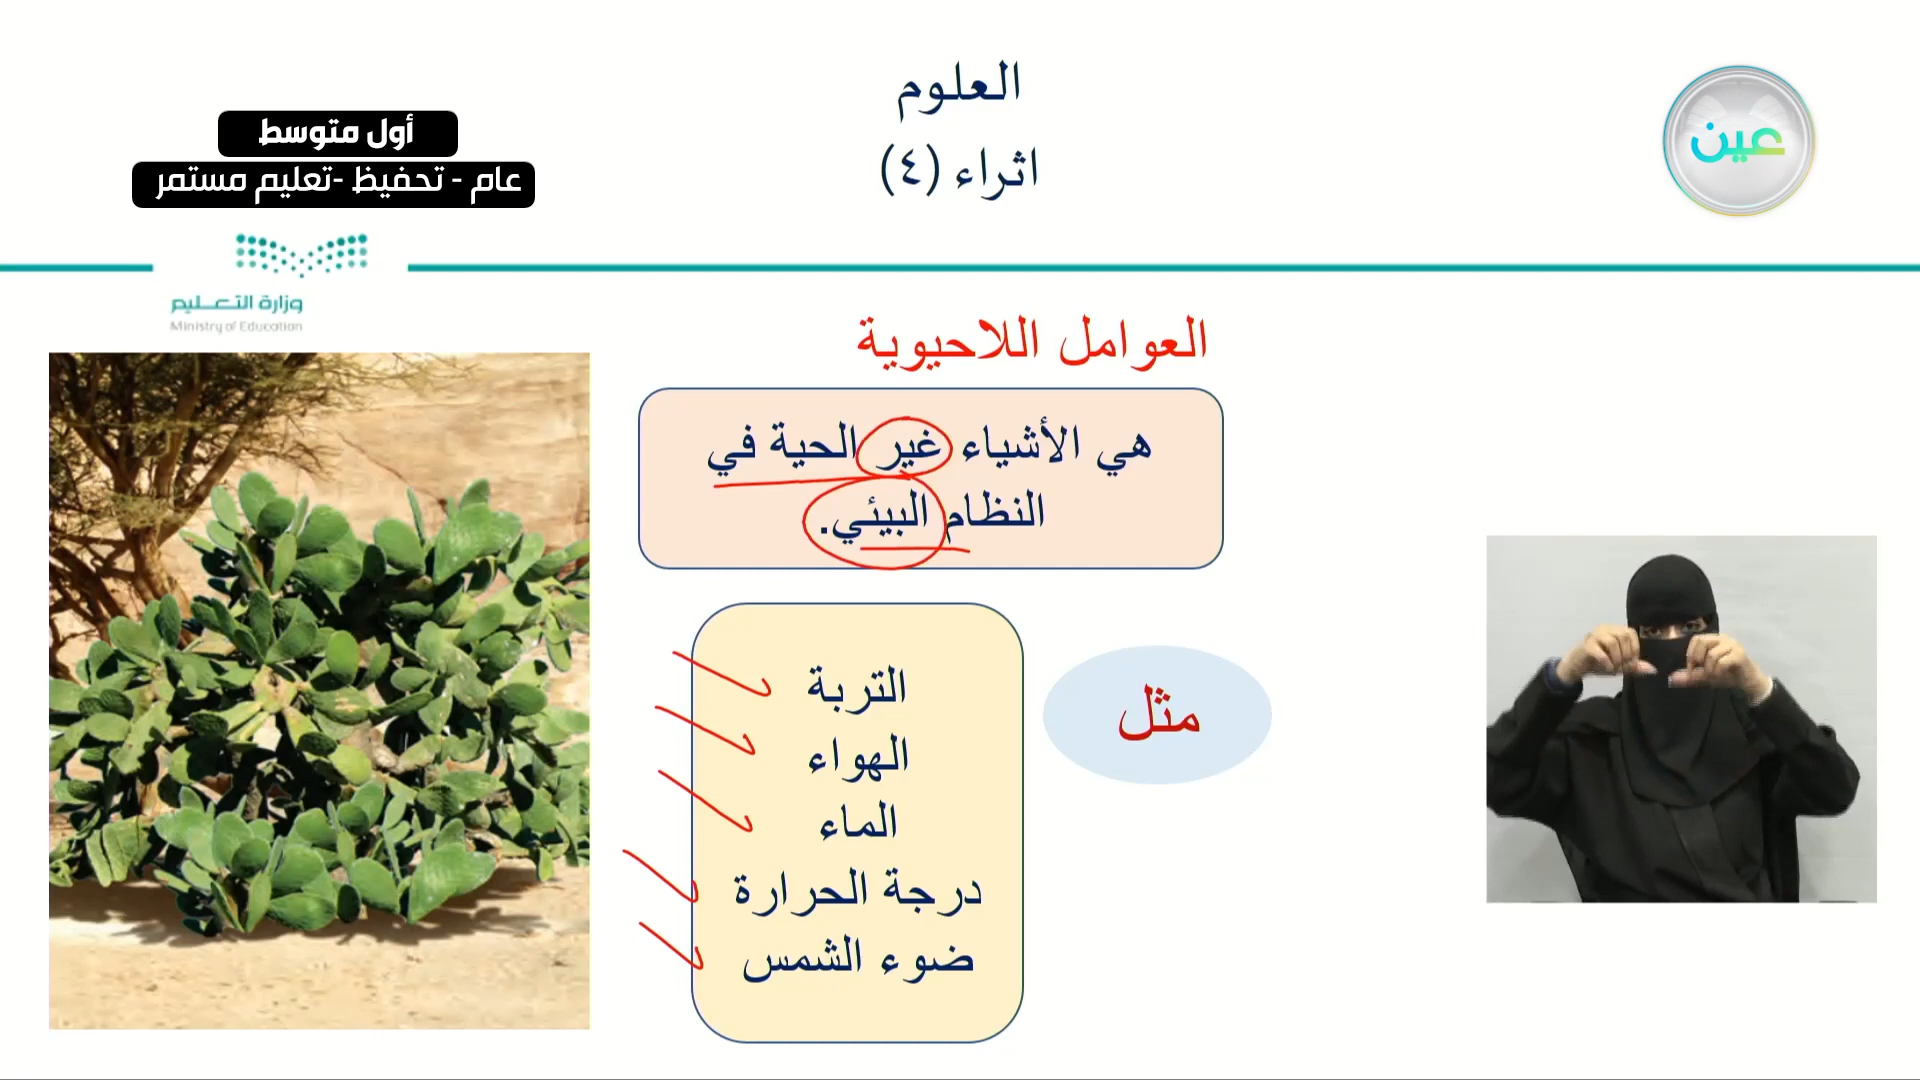 العلوم
اثراء (٤)
عين
أول متوسط
عام - تحفيظ -تعليم مستمر
وزارة التعليم
Ministry of Education
العوامل اللاحيوية
هي الأشياء غير الحية في
النظام البيئي.
مثل
التربة
الهواء
الماء
درجة الحرارة
ضوء الشمس